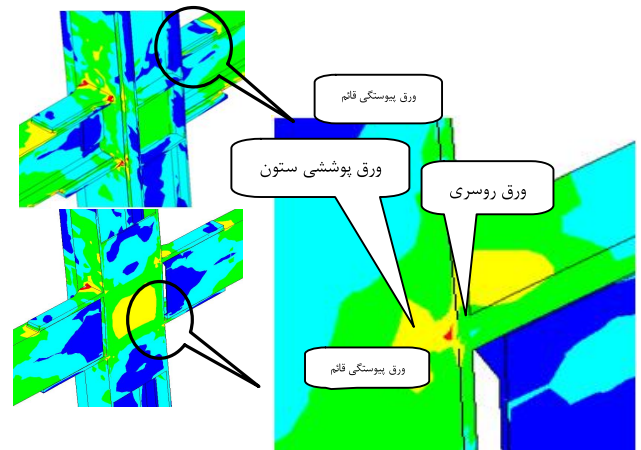 ورق پیوستگی قائم
ورق پوششی ستون
ورق روسری
ورق پیوستگی قائم